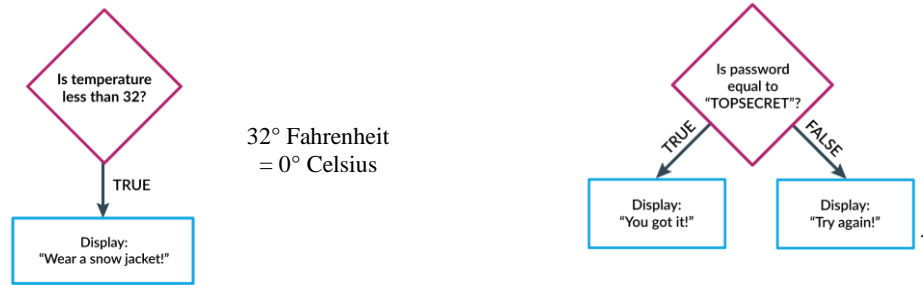 Is temperature
less than 32?
TRUE
Display:
“Wear a snow jacket!”
32° Fahrenheit
= 0° Celsius
Is password
equal to
“TOPSECRET”?
TRUE
FALSE
Display:
“You got it!”
Display:
“Try again!”